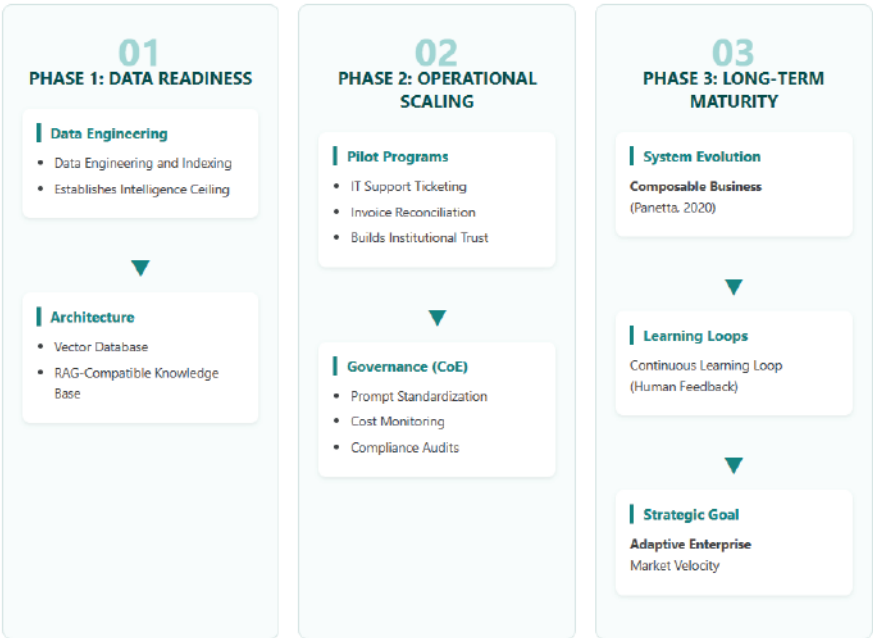 01
PHASE 1: DATA READINESS
Data Engineering
• Data Engineering and Indexing
• Establishes Intelligence Ceiling
Architecture
• Vector Database
• RAG-Compatible Knowledge
Base
02
PHASE 2: OPERATIONAL
SCALING
Pilot Programs
• IT Support Ticketing
• Invoice Reconciliation
• Builds Institutional Trust
Governance (CoE)
• Prompt Standardization
• Cost Monitoring
• Compliance Audits
03
PHASE 3: LONG-TERM
MATURITY
System Evolution
Composable Business
(Panetta, 2020)
Learning Loops
Continuous Learning Loop
(Human Feedback)
Strategic Goal
Adaptive Enterprise
Market Velocity